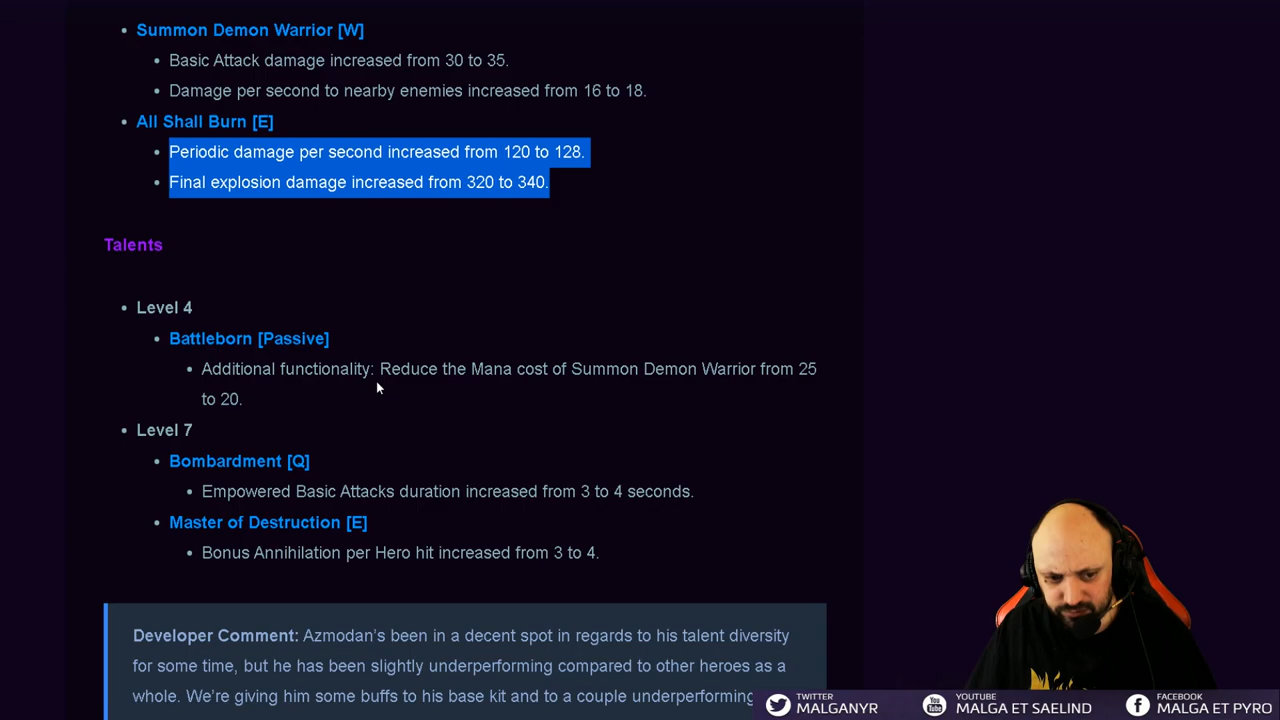 Summon Demon Warrior [W]
Basic Attack damage increased from 30 to 35.
Damage per second to nearby enemies increased from 16 to 18.
All Shall Burn [E]
Periodic damage per second increased from 120 to 128.
Final explosion damage increased from 320 to 340.
Talents
Level 4
Battleborn [Passive]
Additional functionality: Reduce the Mana cost of Summon Demon Warrior from 25
to 20.
Level 7
Bombardment [Q]
Empowered Basic Attacks duration increased from 3 to 4 seconds.
Master of Destruction [E]
Bonus Annihilation per Hero hit increased from 3 to 4.
Developer Comment: Azmodan's been in a decent spot in regards to his talent diversity
for some time, but he has been slightly underperforming compared to other heroes as a
whole. We're giving him some buffs to his base kit and to a couple underperforming
TWITTER
MALGANYR
YOUTUBE
MALGA ET SAELIND
FACEBOOK
MALGA ET PYRO